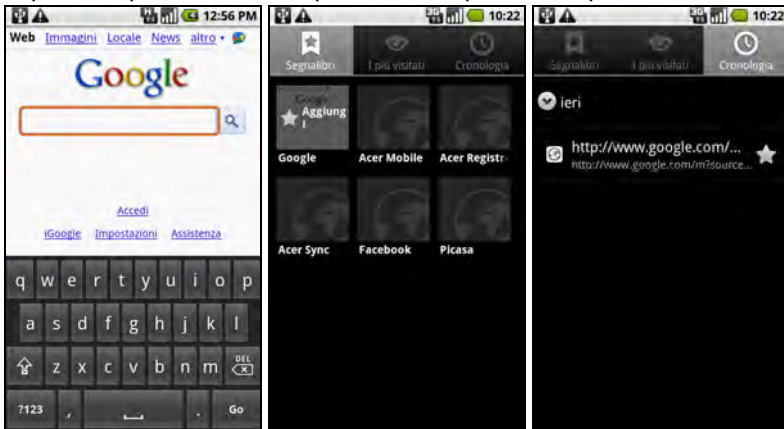 12:56 PM
Web Immagini Locale News altro
Google
Accedi
iGoogle Impostazioni Assistenza
q w e r t y u i o p
a s d f g h j k l
z x c v b n m DEL
?123 , . Go
10:22
Segnalibri I più visitati Cronologia
Aggiung
i
Google Acer Mobile Acer Registr
Acer Sync Facebook Picasa
3G 10:22
Segnalibri I più visitati Cronologia
ieri
http://www.google.com/...
http://www.google.com/m?source...